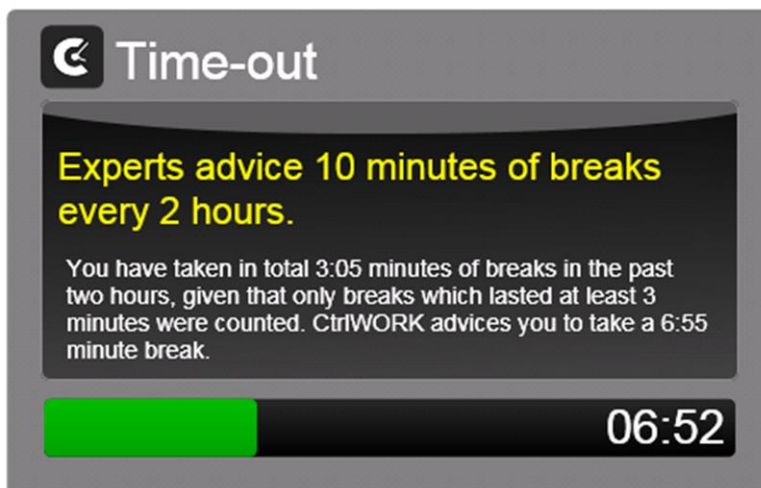 Time-out
Experts advice 10 minutes of breaks
every 2 hours.
You have taken in total 3:05 minutes of breaks in the past
two hours, given that only breaks which lasted at least 3
minutes were counted. CtrlWORK advices you to take a 6:55
minute break.
06:52